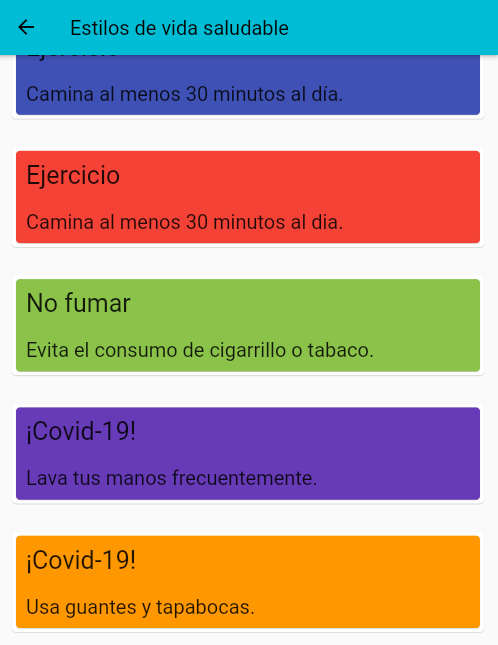 Estilos de vida saludable
Camina al menos 30 minutos al día.
Ejercicio
Camina al menos 30 minutos al dia.
No fumar
Evita el consumo de cigarrillo o tabaco.
¡Covid-19!
Lava tus manos frecuentemente.
¡Covid-19!
Usa guantes y tapabocas.